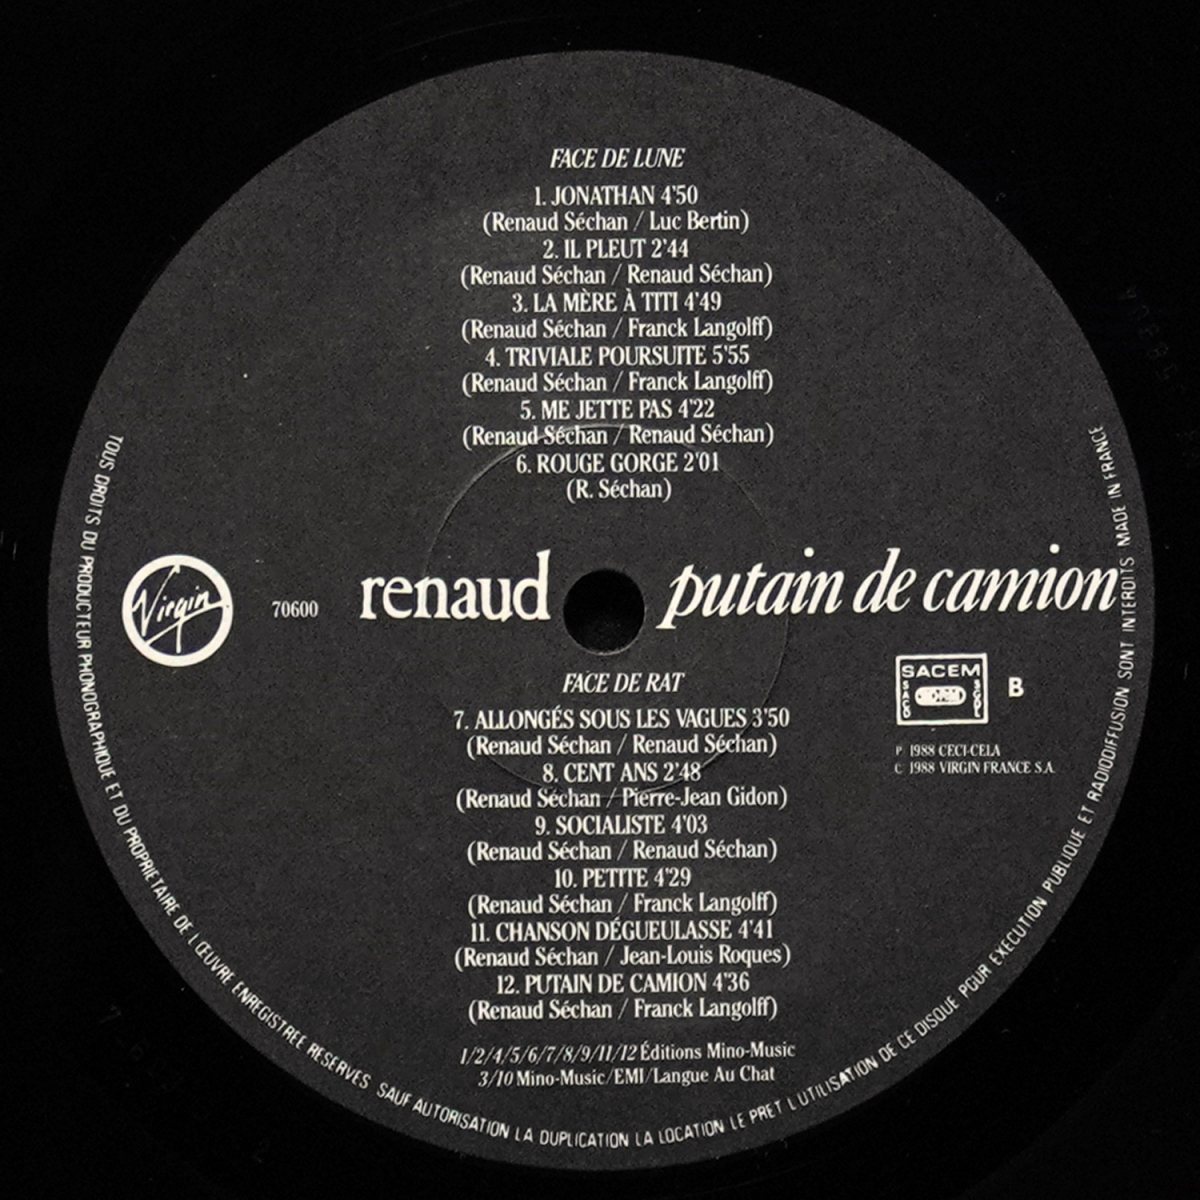 FACE DE LUNE
1. JONATHAN 4'50
(Renaud Séchan / Luc Bertin)
2. IL PLEUT 2'44
(Renaud Séchan / Renaud Séchan)
3. LA MÈRE À TITI 4'49
(Renaud Séchan / Franck Langolff)
4. TRIVIALE POURSUITE 5'55
(Renaud Séchan / Franck Langolff)
5. ME JETTE PAS 4'22
(Renaud Séchan / Renaud Séchan)
6. ROUGE GORGE 2'01
(R. Séchan)
Virgin
70600
renaud
putain de camion
FACE DE RAT
7. ALLONGÉS SOUS LES VAGUES 3'50
(Renaud Séchan / Renaud Séchan)
8. CENT ANS 2'48
(Renaud Séchan / Pierre-Jean Gidon)
9. SOCIALISTE 4'03
(Renaud Séchan / Renaud Séchan)
10. PETITE 4'29
(Renaud Séchan / Franck Langolff)
11. CHANSON DÉGUEULASSE 4'41
(Renaud Séchan / Jean-Louis Roques)
12. PUTAIN DE CAMION 4'36
(Renaud Séchan / Franck Langolff)
1/2/4/5/6/7/8/9/11/12 Éditions Mino-Music
3/10 Mino-Music/EMI/Langue Au Chat
SACEM
SACD
SDRM
SGDL
B
P 1988 CECI-CELA
C 1988 VIRGIN FRANCE S.A.
TOUS DROITS DU PRODUCTEUR PHONOGRAPHIQUE ET DU PROPRIETAIRE DE L ŒUVRE ENREGISTREE RESERVES SAUF AUTORISATION LA DUPLICATION LA LOCATION LE PRET L UTILISATION DE CE DISQUE POUR EXECUTION PUBLIQUE ET RADIODIFFUSION SONT INTERDITS MADE IN FRANCE